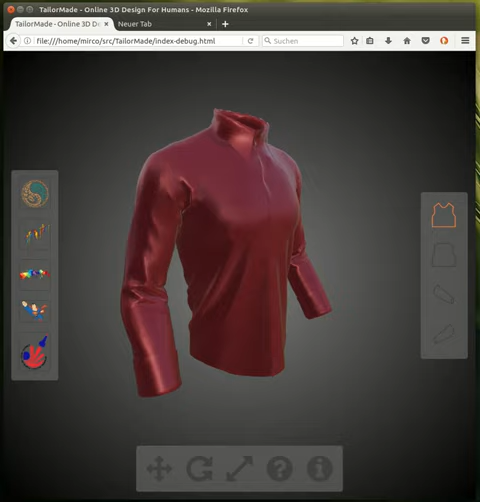 TailorMade - Online 3D Design For Humans - Mozilla Firefox
TailorMade - Online 3D D
Neuer Tab
file:///home/mirco/src/TailorMade/index-debug.html
Suchen